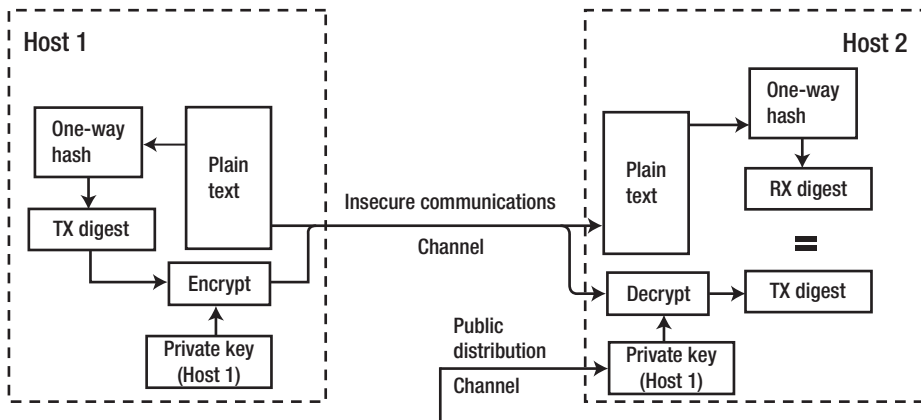 Host 1
One-way
hash
Plain
text
TX digest
Encrypt
Private key
(Host 1)
Insecure communications
Channel
Public
distribution
Channel
Host 2
One-way
hash
Plain
text
RX digest
=
Decrypt
TX digest
Private key
(Host 1)